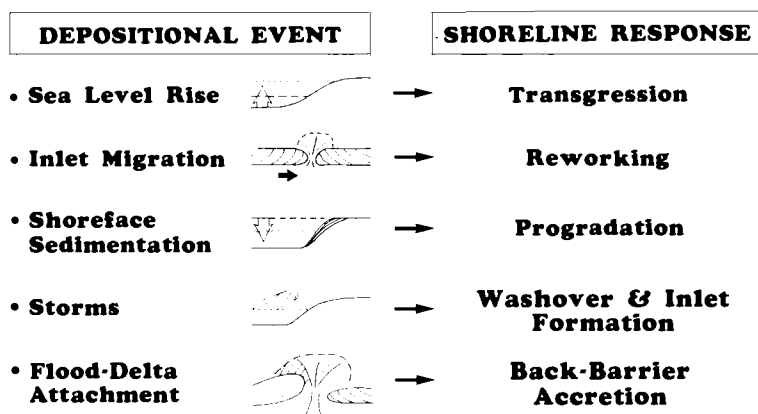 DEPOSITIONAL EVENT
SHORELINE RESPONSE
• Sea Level Rise
Transgression
• Inlet Migration
Reworking
• Shoreface
Sedimentation
Progradation
• Storms
Washover & Inlet
Formation
• Flood-Delta
Attachment
Back-Barrier
Accretion